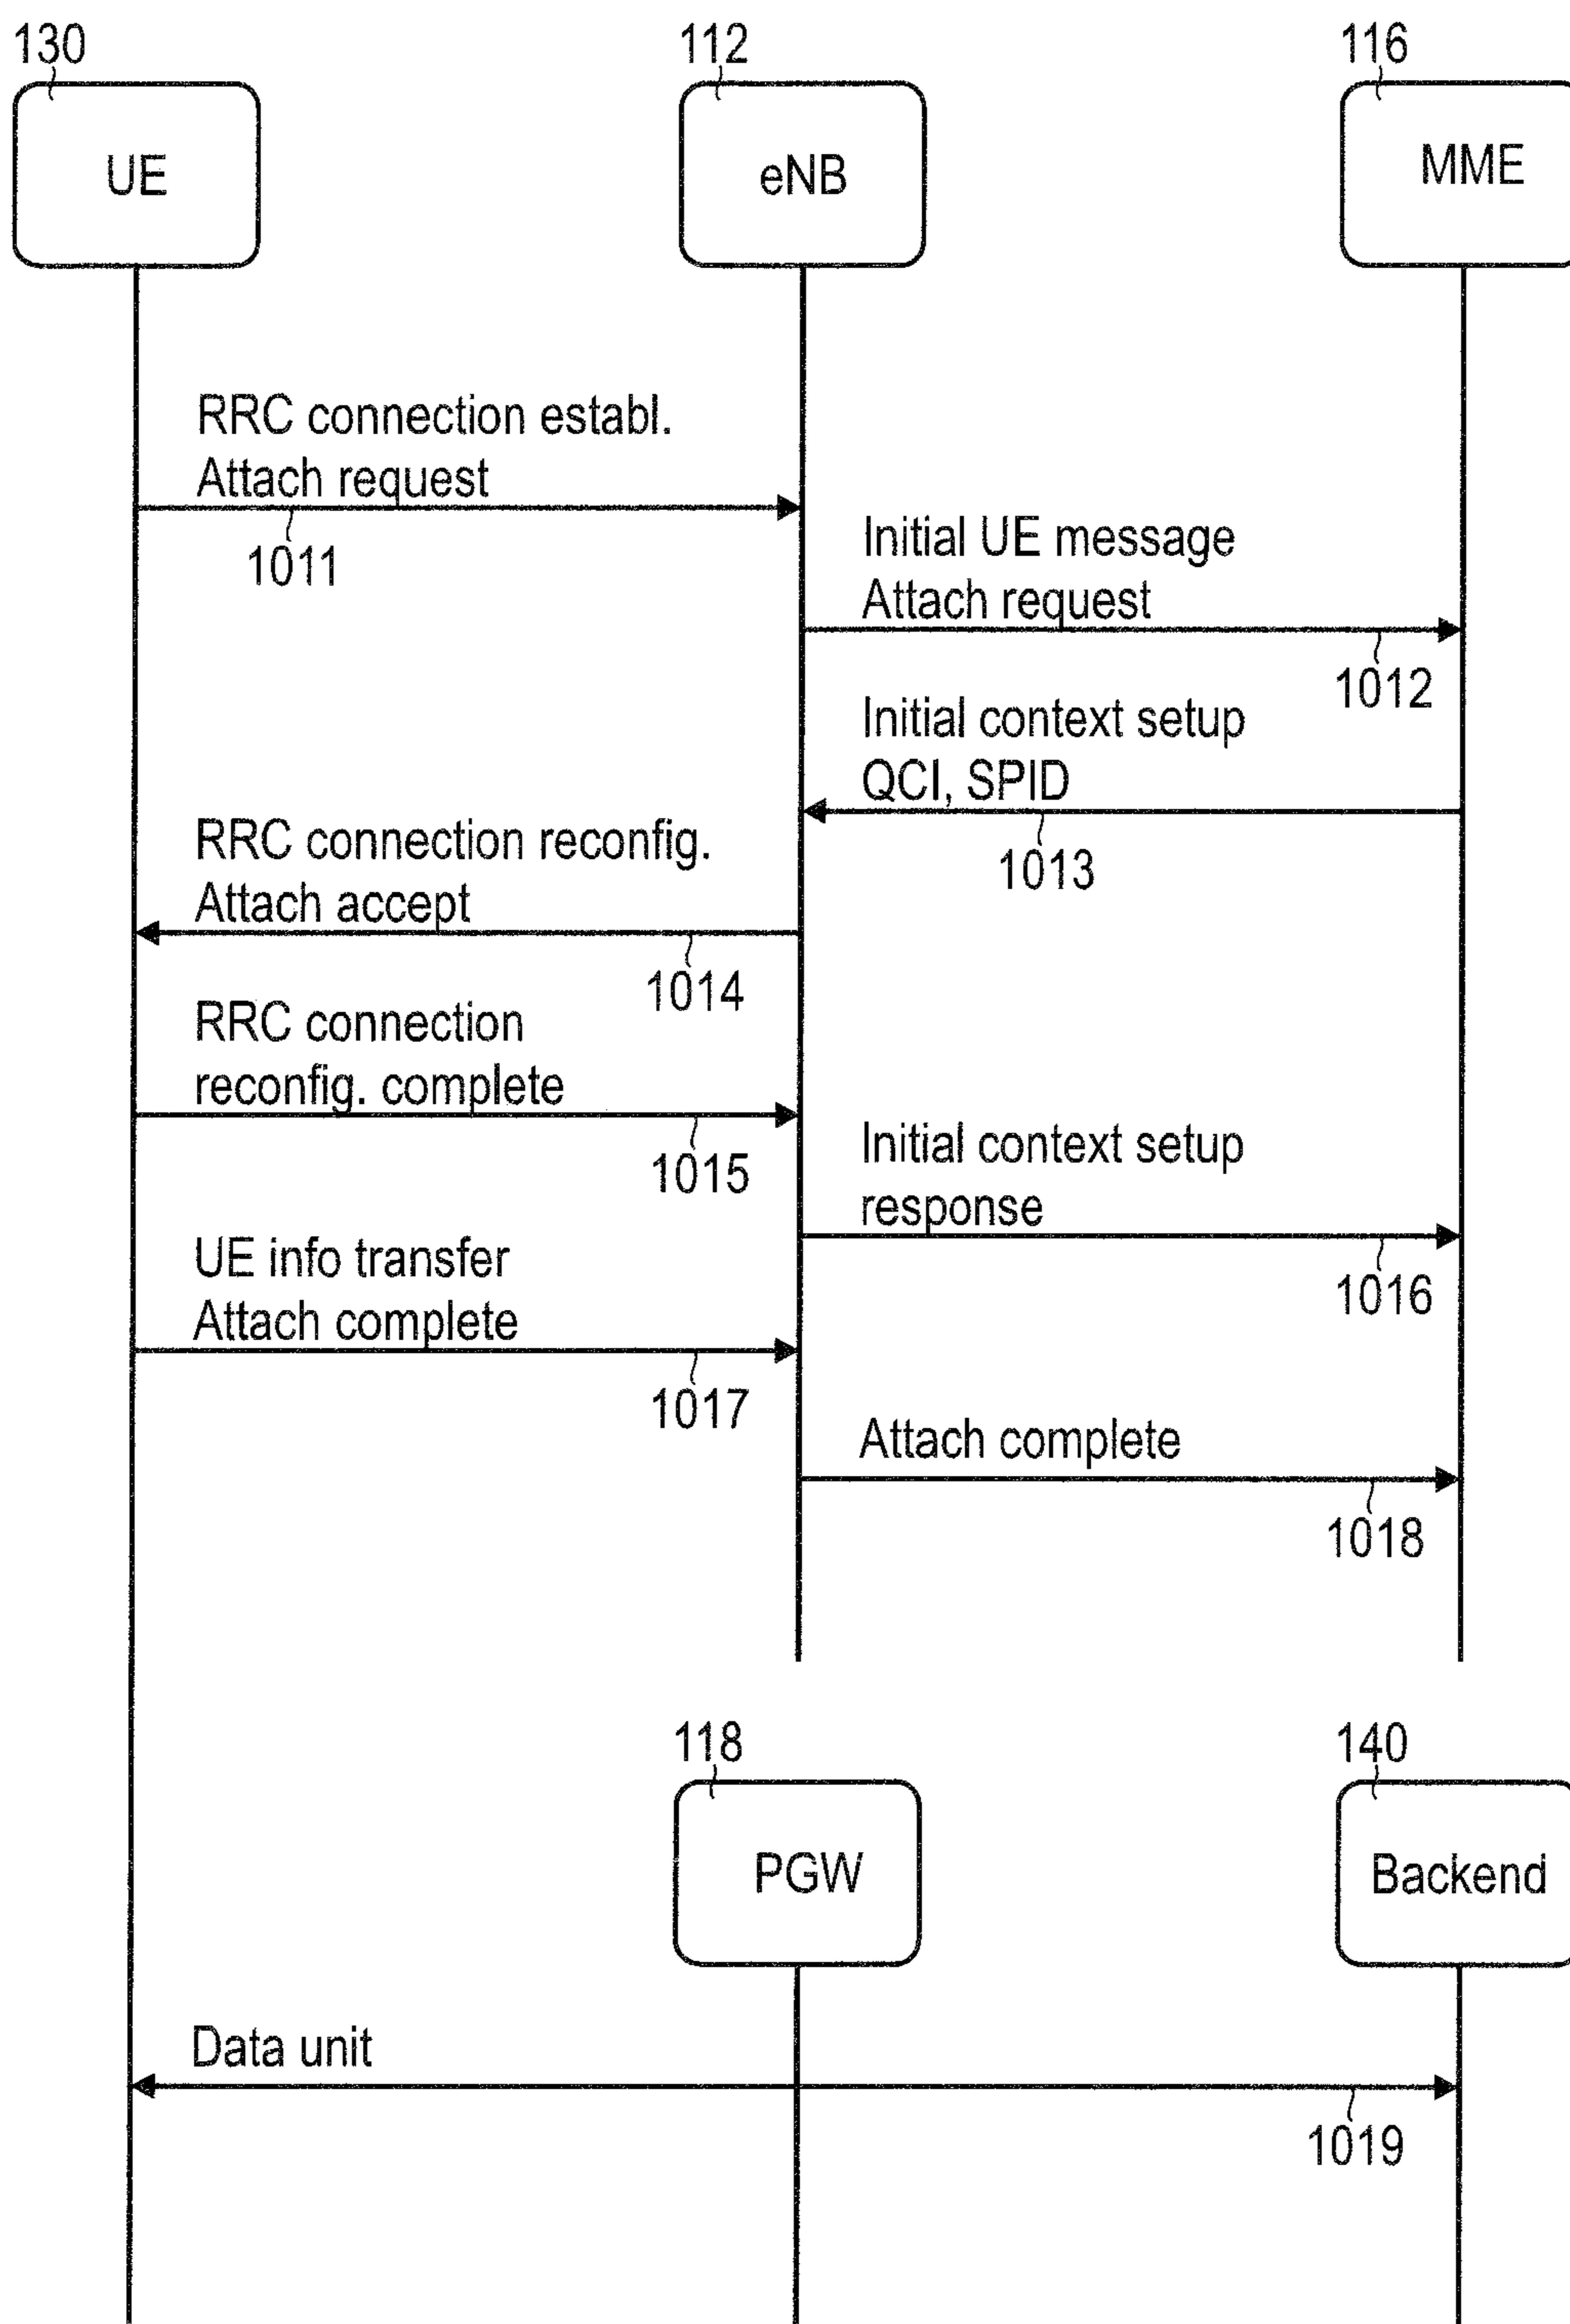 130
112
116
UE
eNB
MME
RRC connection establ.
Attach request
1011
Initial UE message
Attach request
1012
Initial context setup
QCI, SPID
1013
RRC connection reconfig.
Attach accept
1014
RRC connection
reconfig. complete
1015
Initial context setup
response
1016
UE info transfer
Attach complete
1017
Attach complete
1018
118
140
PGW
Backend
Data unit
1019